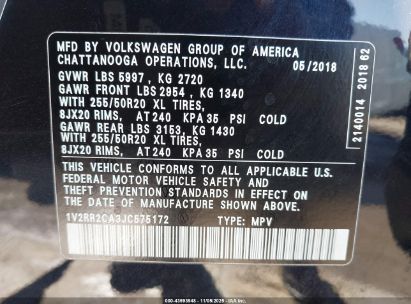 MFD BY VOLKSWAGEN GROUP OF AMERICA
CHATTANOOGA OPERATIONS, LLC. 05/2018
GVWR LBS 5997 , KG 2720
GAWR FRONT LBS 2954 , KG 1340
WITH 255/50R20 XL TIRES,
8JX20 RIMS, AT 240 KPA 35 PSI COLD
GAWR REAR LBS 3153, KG 1430
WITH 255/50R20 XL TIRES,
8JX20 RIMS, AT 240 KPA 35 PSI COLD
THIS VEHICLE CONFORMS TO ALL APPLICABLE U.S.
FEDERAL MOTOR VEHICLE SAFETY AND
THEFT PREVENTION STANDARDS IN EFFECT ON
THE DATE OF MANUFACTURE SHOWN ABOVE.
1V2RR2CA3JC575172 TYPE: MPV
2140014 2018 62